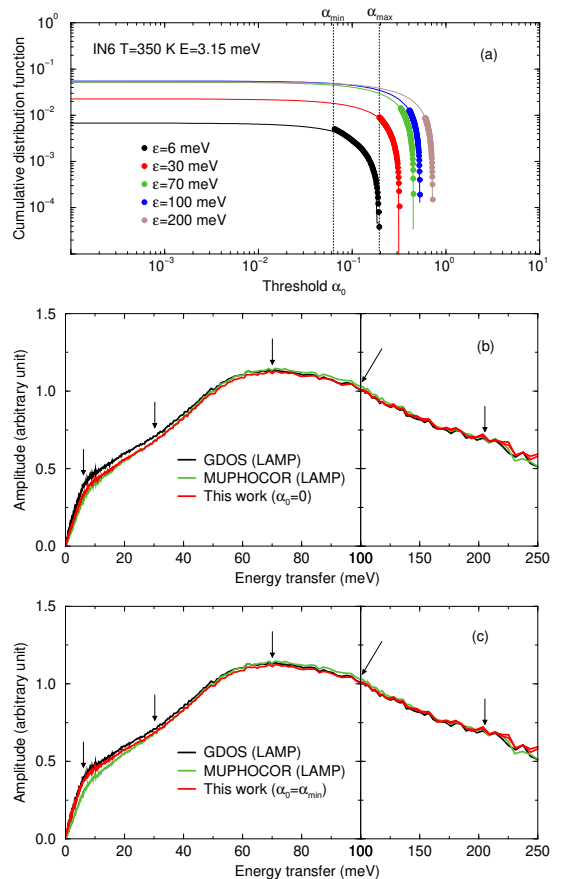 α_min α_max
10^0
10^-1
10^-2
10^-3
10^-4
Cumulative distribution function
IN6 T=350 K E=3.15 meV
(a)
ε=6 meV
ε=30 meV
ε=70 meV
ε=100 meV
ε=200 meV
10^-3 10^-2 10^-1 10^0 10^1
Threshold α_0
1.5
1.0
0.5
0.0
Amplitude (arbitrary unit)
(b)
GDOS (LAMP)
MUPHOCOR (LAMP)
This work (α_0=0)
0 20 40 60 80 100 100 150 200 250
Energy transfer (meV)
1.5
1.0
0.5
0.0
Amplitude (arbitrary unit)
(c)
GDOS (LAMP)
MUPHOCOR (LAMP)
This work (α_0=α_min)
0 20 40 60 80 100 100 150 200 250
Energy transfer (meV)